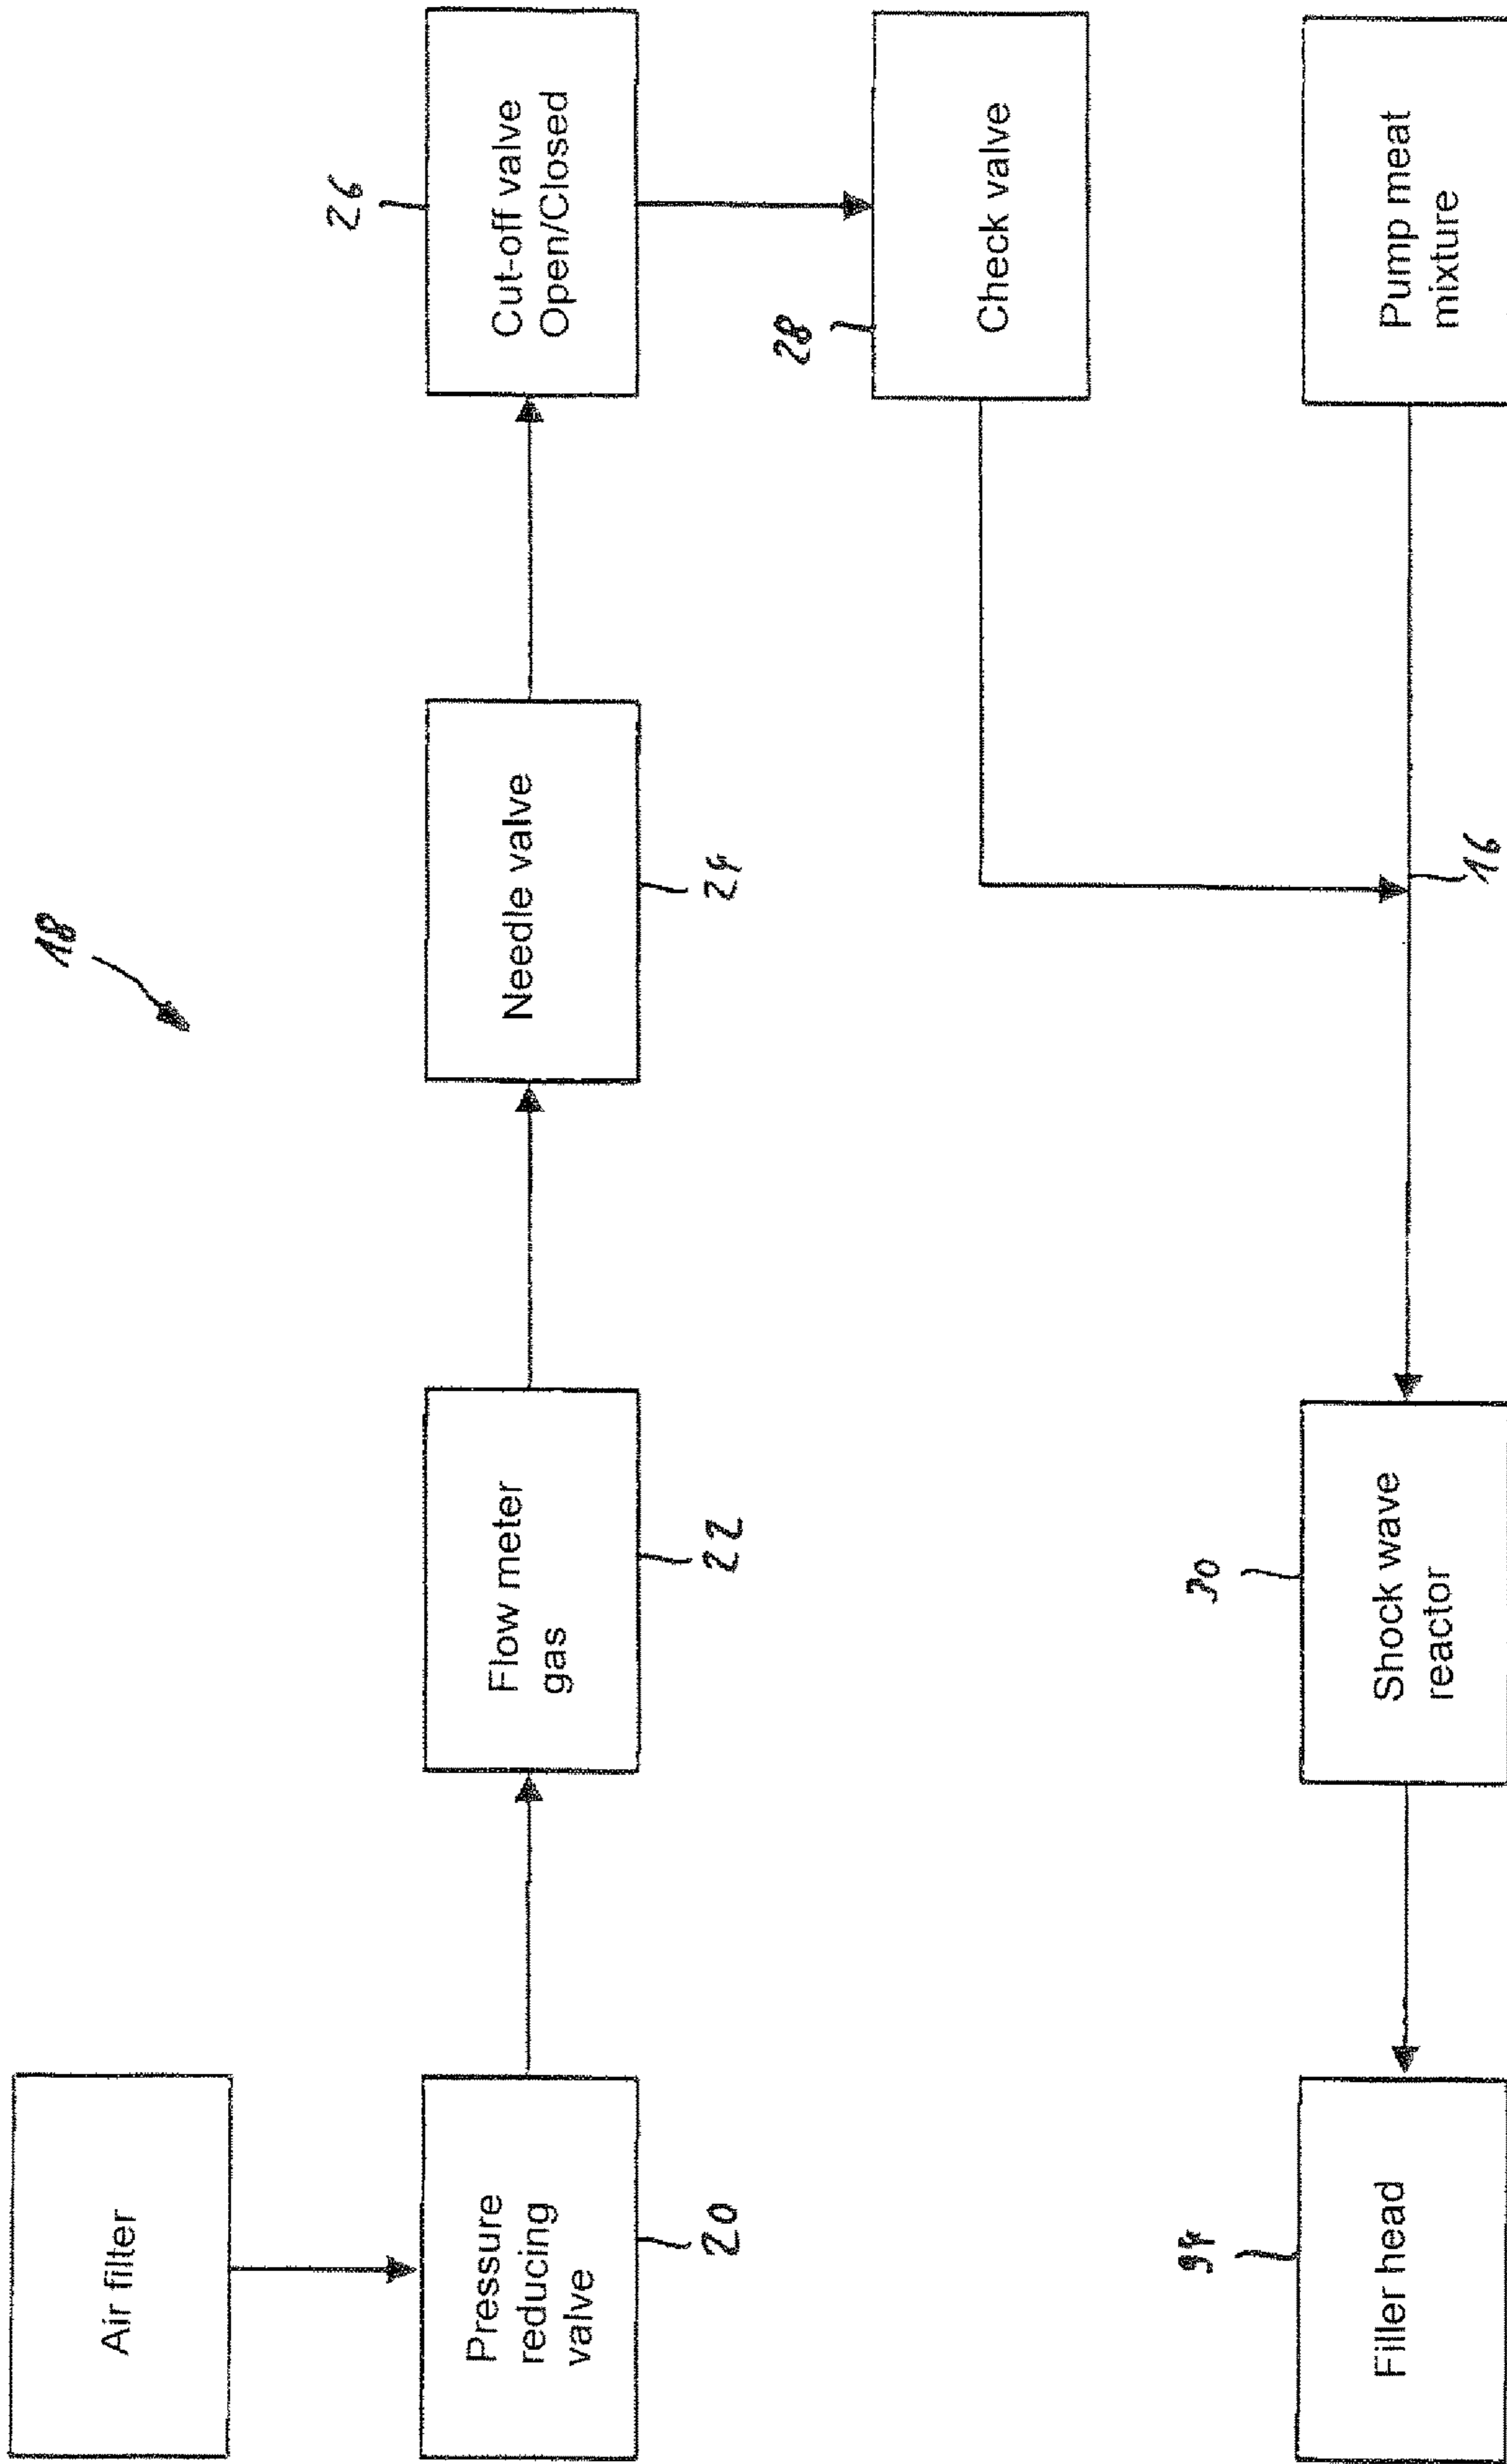 18
Air filter
26
Pressure
reducing
valve
Flow meter
gas
Needle valve
Cut-off valve
Open/Closed
20
22
24
28
Check valve
34
30
Filler head
Shock wave
reactor
16
Pump meat
mixture